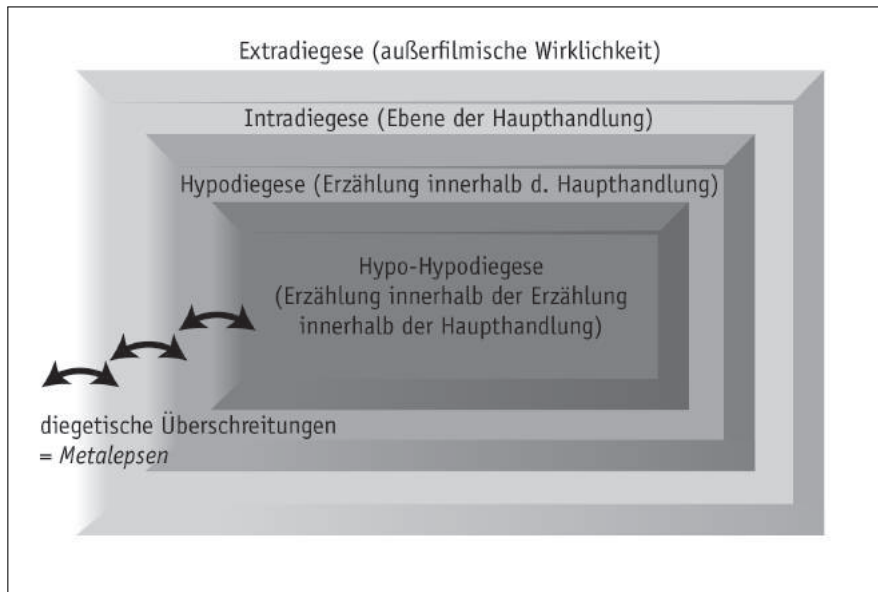 Extradiegese (außerfilmische Wirklichkeit)
Intradiegese (Ebene der Haupthandlung)
Hypodiegese (Erzählung innerhalb d. Haupthandlung)
Hypo-Hypodiegese
(Erzählung innerhalb der Erzählung
innerhalb der Haupthandlung)
diegetische Überschreitungen
= Metalepsen